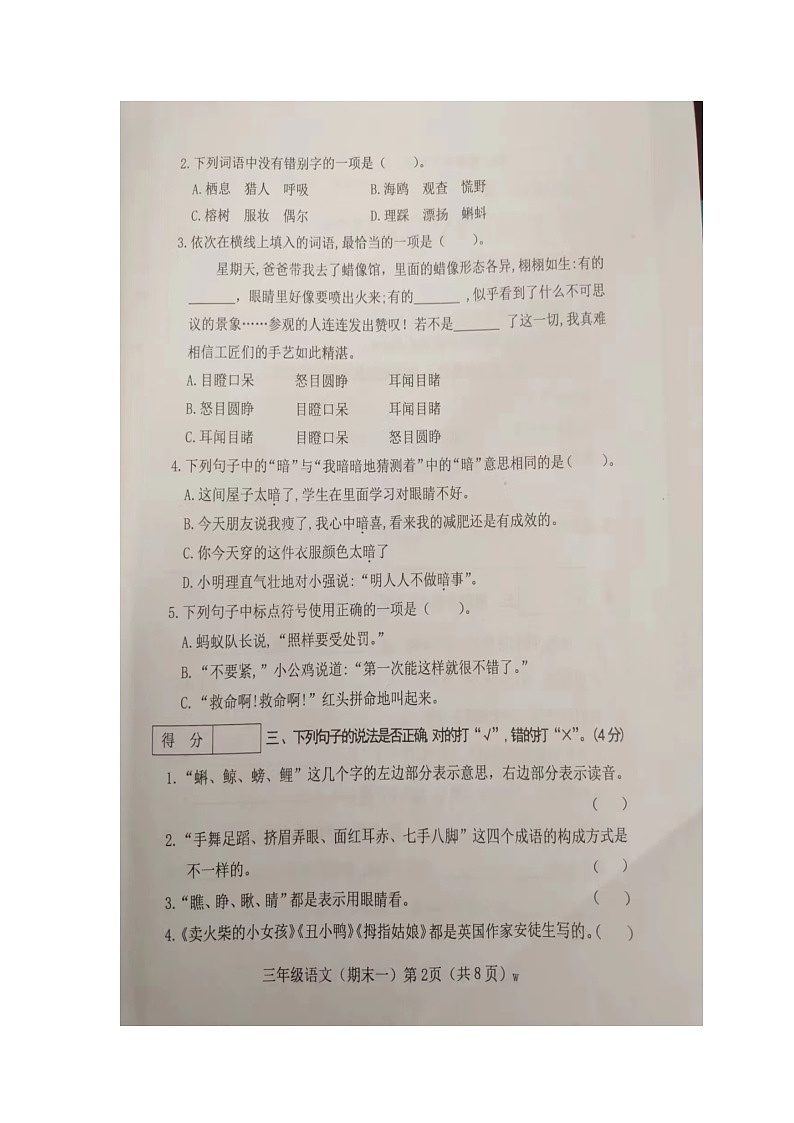 2.下列词语中没有错别字的一项是（　　）。
A.栖息　猎人　呼吸　　B.海鸥　观查　慌野
C.榕树　服妆　偶尔　　D.理踩　漂扬　蝌蚪
3.依次在横线上填入的词语,最恰当的一项是（　　）。
星期天,爸爸带我去了蜡像馆，里面的蜡像形态各异,栩栩如生:有的
______，眼睛里好像要喷出火来;有的______ ,似乎看到了什么不可思
议的景象……参观的人连连发出赞叹！若不是______ 了这一切,我真难
相信工匠们的手艺如此精湛。
A.目瞪口呆　　怒目圆睁　　耳闻目睹
B.怒目圆睁　　目瞪口呆　　耳闻目睹
C.耳闻目睹　　目瞪口呆　　怒目圆睁
4.下列句子中的“暗”与“我暗暗地猜测着”中的“暗”意思相同的是(　　)。
A.这间屋子太暗了,学生在里面学习对眼睛不好。
B.今天朋友说我瘦了,我心中暗喜,看来我的减肥还是有成效的。
C.你今天穿的这件衣服颜色太暗了
D.小明理直气壮地对小强说:“明人人不做暗事”。
5.下列句子中标点符号使用正确的一项是（　　）。
A.蚂蚁队长说,“照样要受处罚。”
B.“不要紧,”小公鸡说道:“第一次能这样就很不错了。”
C.“救命啊!救命啊!”红头拼命地叫起来。
得　分　　三、下列句子的说法是否正确,对的打“√”,错的打“×”。(4分)
1.“蝌、鲸、螃、鲤”这几个字的左边部分表示意思，右边部分表示读音。
（　　）
2.“手舞足蹈、挤眉弄眼、面红耳赤、七手八脚”这四个成语的构成方式是
不一样的。　　（　　）
3.“瞧、睁、瞅、睛”都是表示用眼睛看。　　（　　）
4.《卖火柴的小女孩》《丑小鸭》《拇指姑娘》都是英国作家安徒生写的。(　　)
三年级语文（期末一）第2页（共8页）w